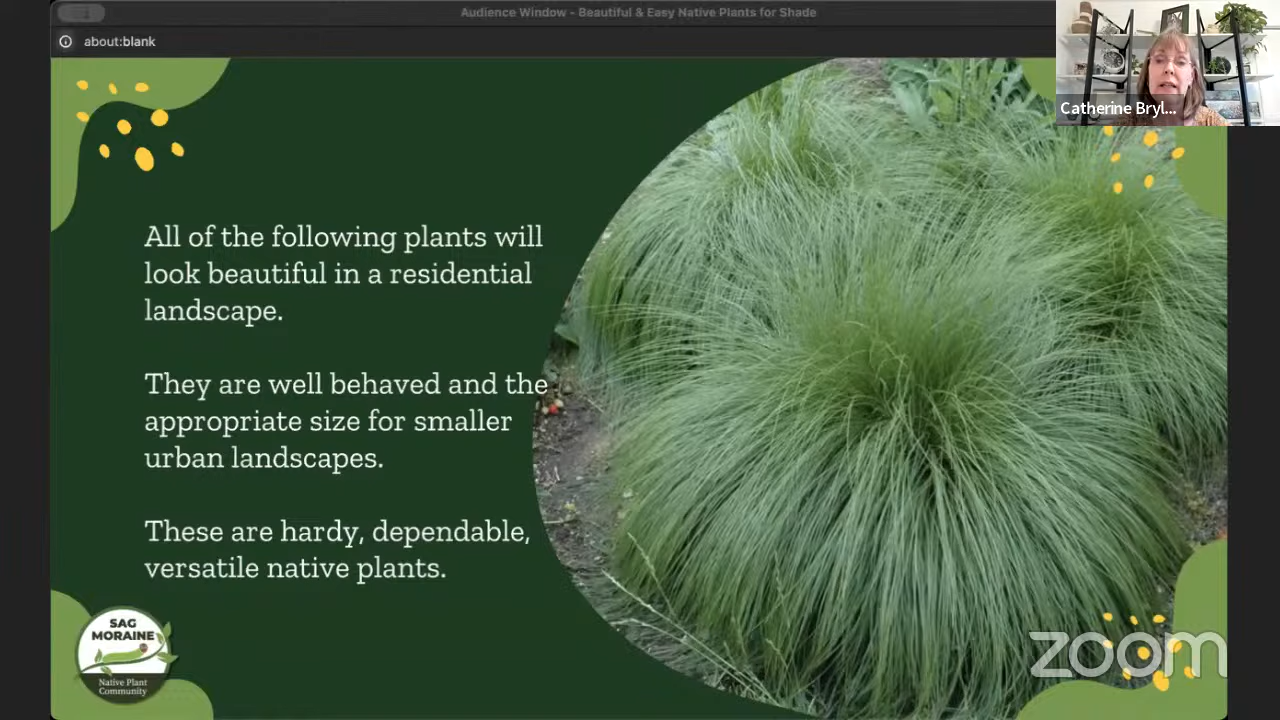 Audience Window - Beautiful & Easy Native Plants for Shade
about:blank
Catherine Bryl...
All of the following plants will
look beautiful in a residential
landscape.
They are well behaved and the
appropriate size for smaller
urban landscapes.
These are hardy, dependable,
versatile native plants.
SAG
MORAINE
Native Plant
Community
zoom